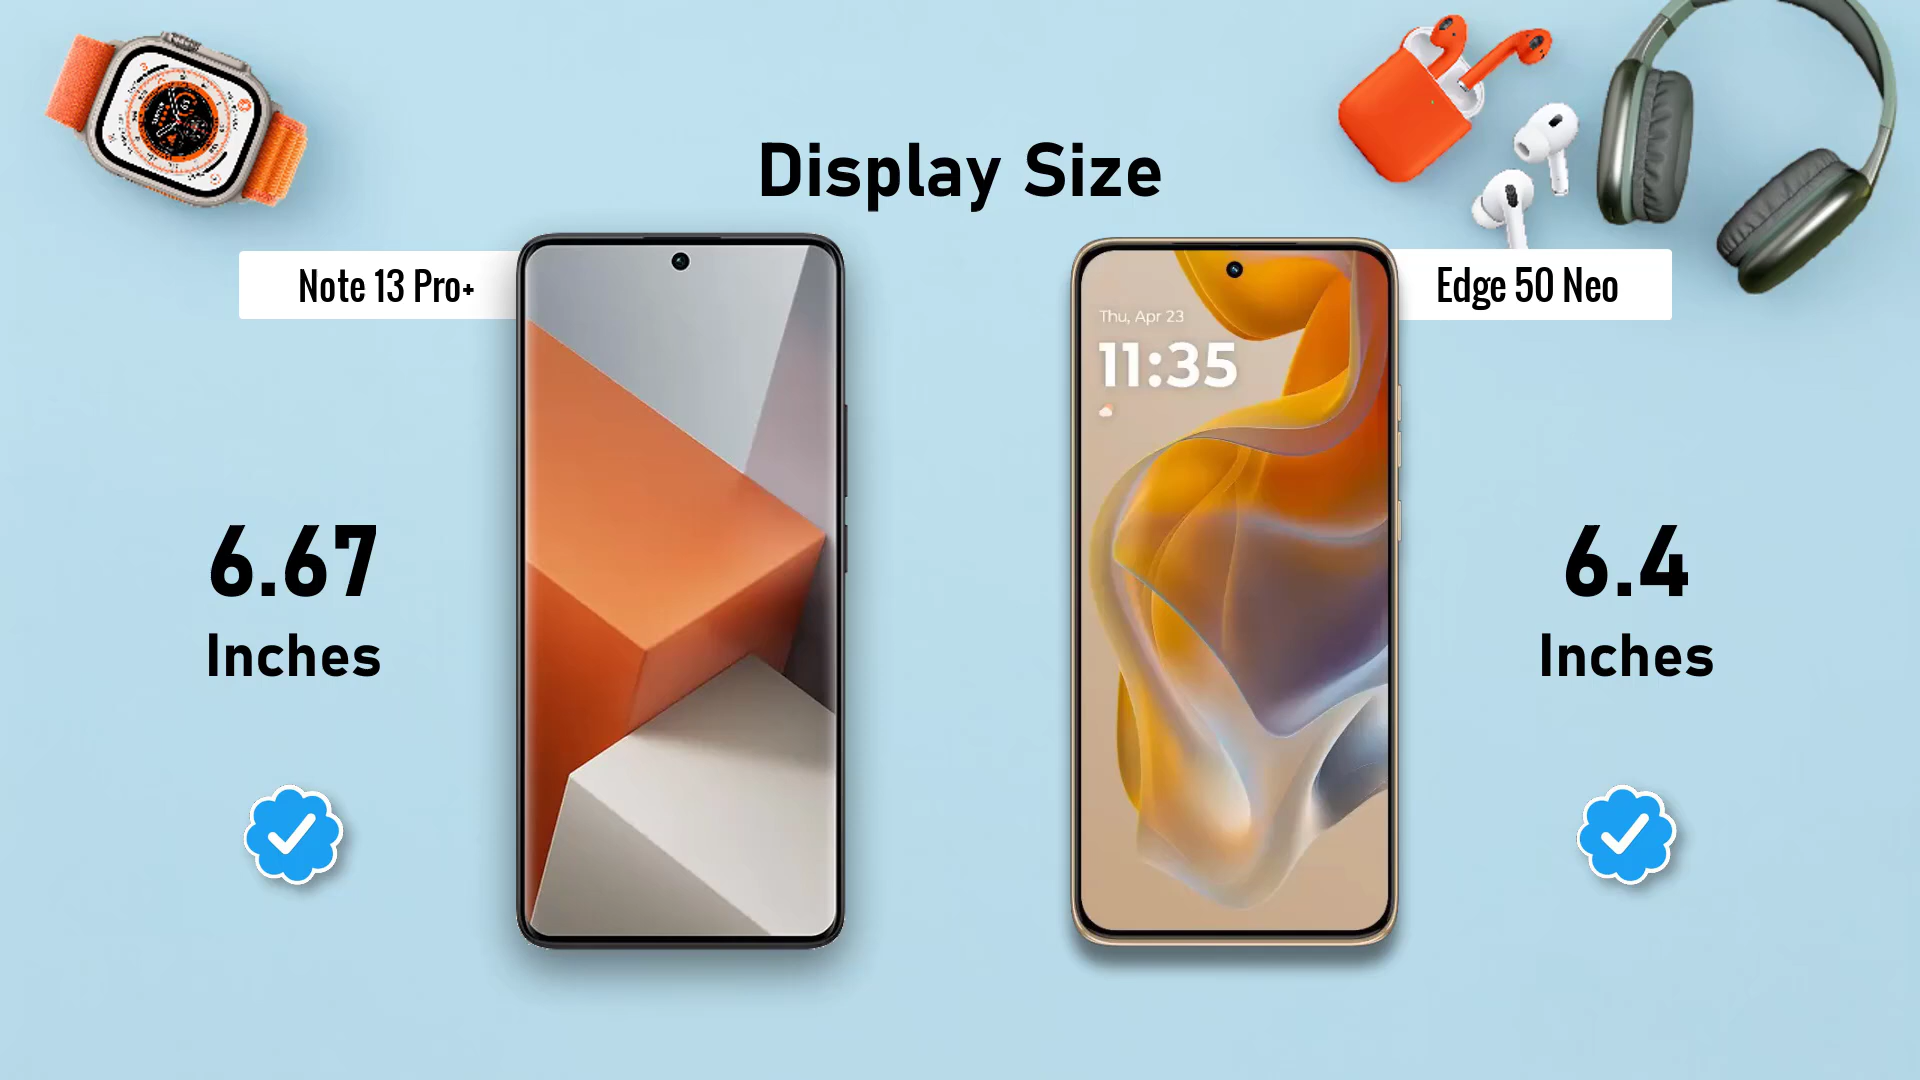 Display Size
Note 13 Pro+
Edge 50 Neo
Thu, Apr 23
11:35
6.67
Inches
6.4
Inches